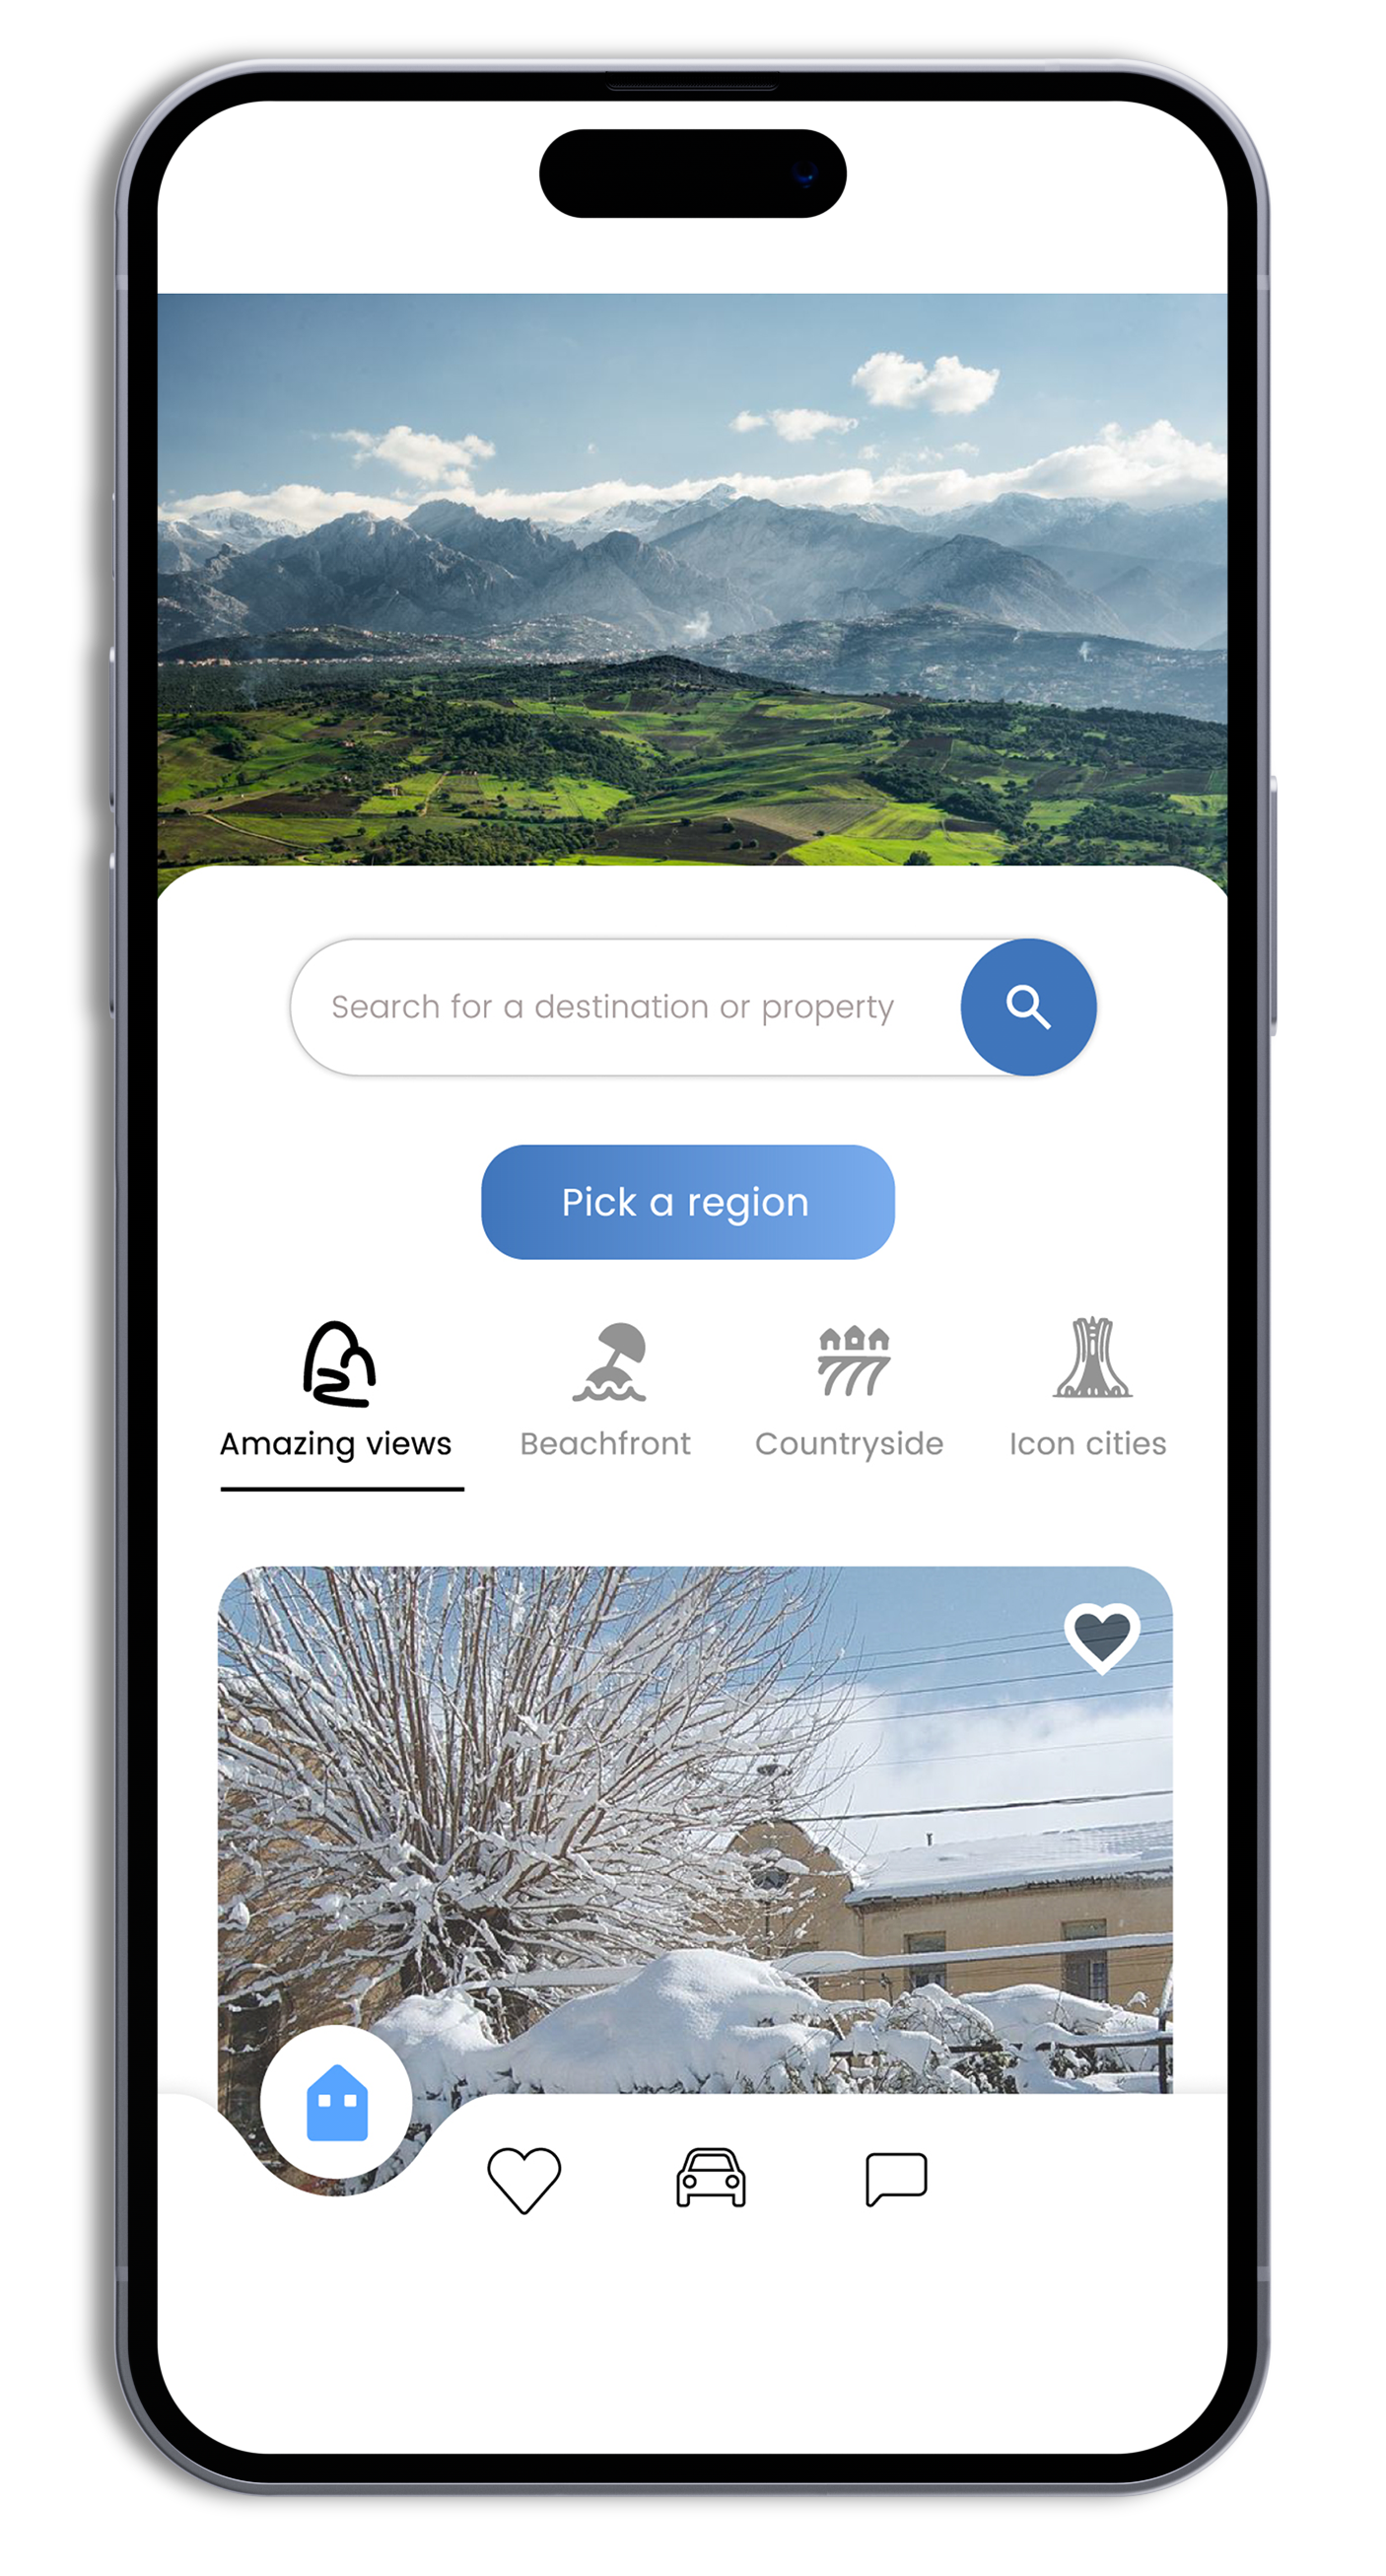 Search for a destination or property
Pick a region
Amazing views
Beachfront
Countryside
Icon cities